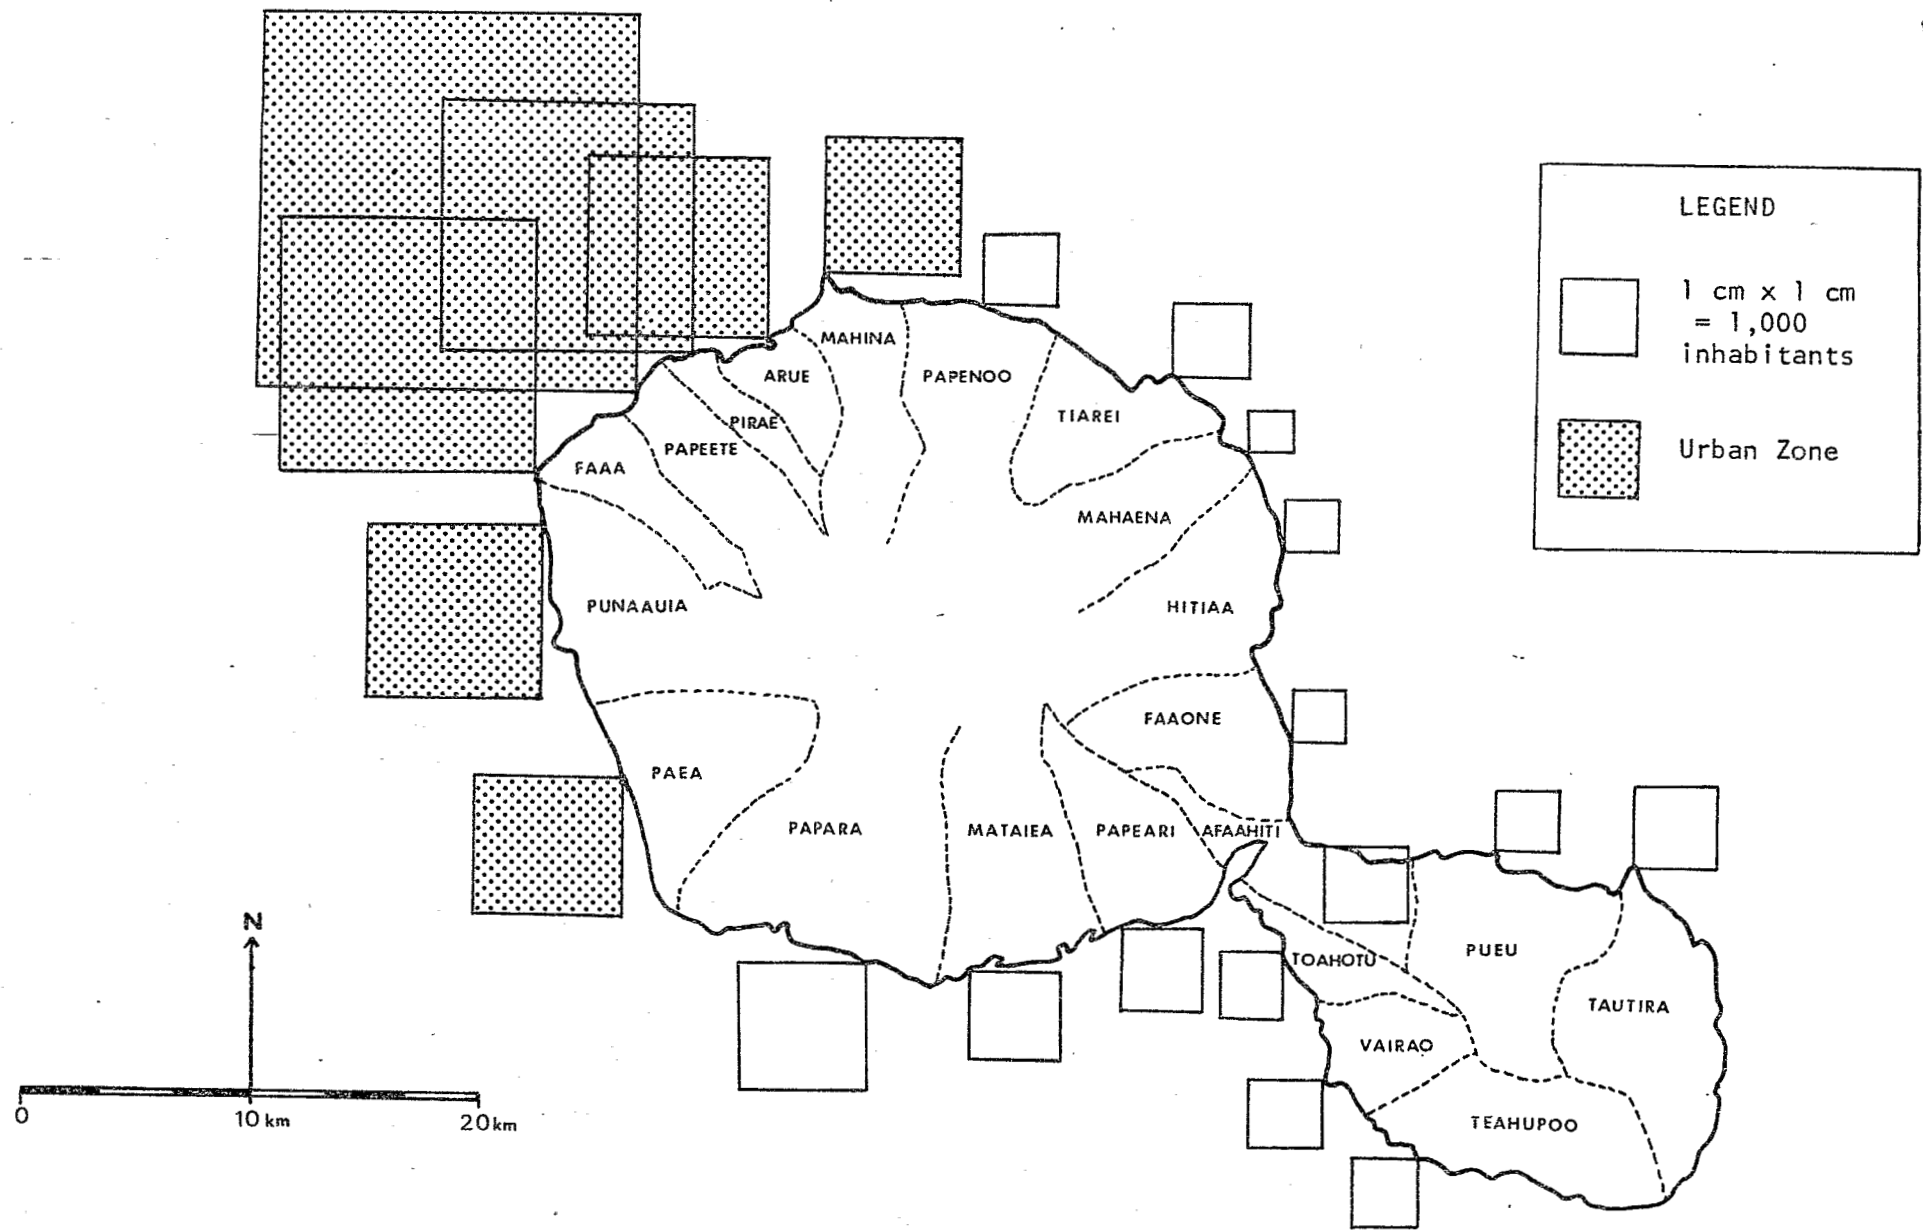 LEGEND
1 cm x 1 cm
= 1,000
inhabitants
Urban Zone
MAHINA
ARUE
PAPENOO
PIRAE
TIAREI
PAPEETE
FAAA
MAHAENA
PUNAAUIA
HITIAA
FAAONE
PAEA
PAPARA
MATAIEA
PAPEARI
AFAAHITI
TOAHOTU
PUEU
TAUTIRA
VAIRAO
TEAHUPOO
N
0
10 km
20 km